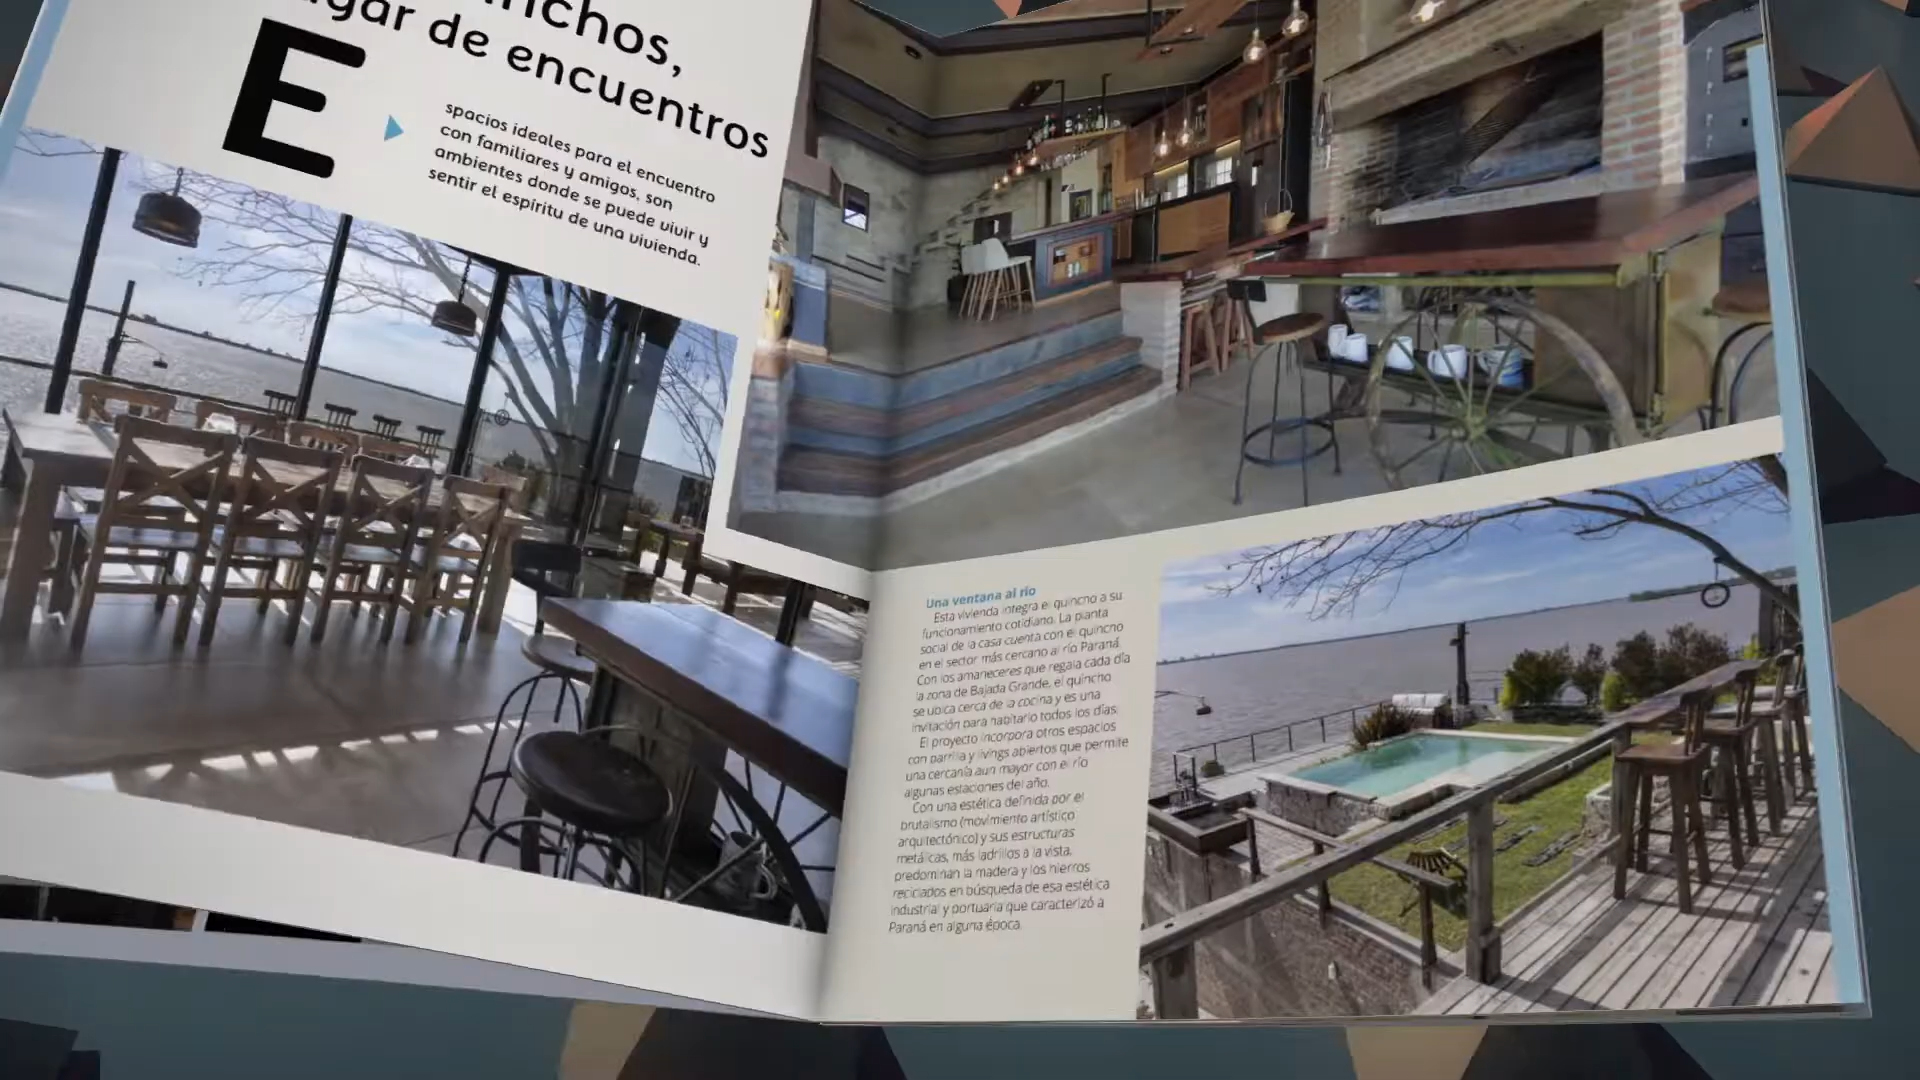 de encuentros
E
spacios ideales para el encuentro
con familiares y amigos, son
ambientes donde se puede vivir y
sentir el espíritu de una vivienda.
Una ventana al río
Esta vivienda integra el quincho a su
funcionamiento cotidiano. La planta
social de la casa cuenta con el quincho
en el sector más cercano al río Paraná.
Con los amaneceres que regala cada día
la zona de Bajada Grande, el quincho
se ubica cerca de la cocina y es una
invitación para habitarlo todos los días.
El proyecto incorpora otros espacios
con parrilla y livings abiertos que permite
una cercanía aun mayor con el río
algunas estaciones del año.
Con una estética definida por el
brutalismo (movimiento artístico
arquitectónico) y sus estructuras
metálicas, más ladrillos a la vista,
predominan la madera y los hierros
reciclados en búsqueda de esa estética
industrial y portuaria que caracterizó a
Paraná en alguna época.